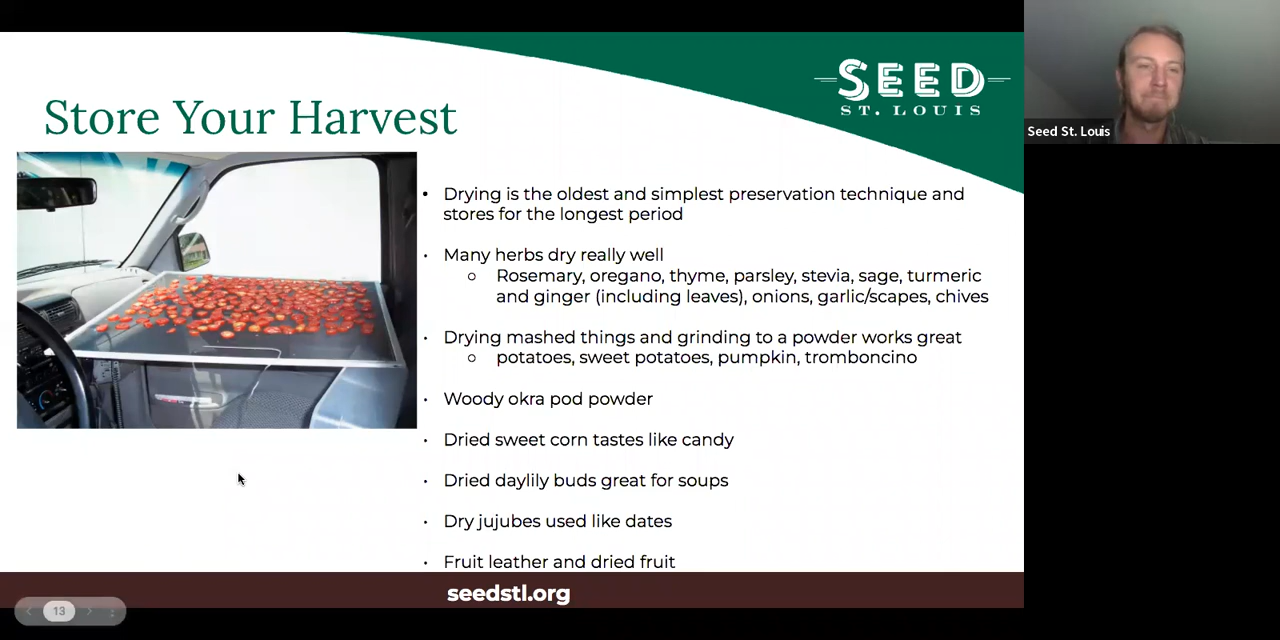 SEED
ST. LOUIS
Seed St. Louis
Store Your Harvest
• Drying is the oldest and simplest preservation technique and
stores for the longest period
• Many herbs dry really well
○ Rosemary, oregano, thyme, parsley, stevia, sage, turmeric
and ginger (including leaves), onions, garlic/scapes, chives
• Drying mashed things and grinding to a powder works great
○ potatoes, sweet potatoes, pumpkin, tromboncino
• Woody okra pod powder
• Dried sweet corn tastes like candy
• Dried daylily buds great for soups
• Dry jujubes used like dates
• Fruit leather and dried fruit
seedstl.org
13